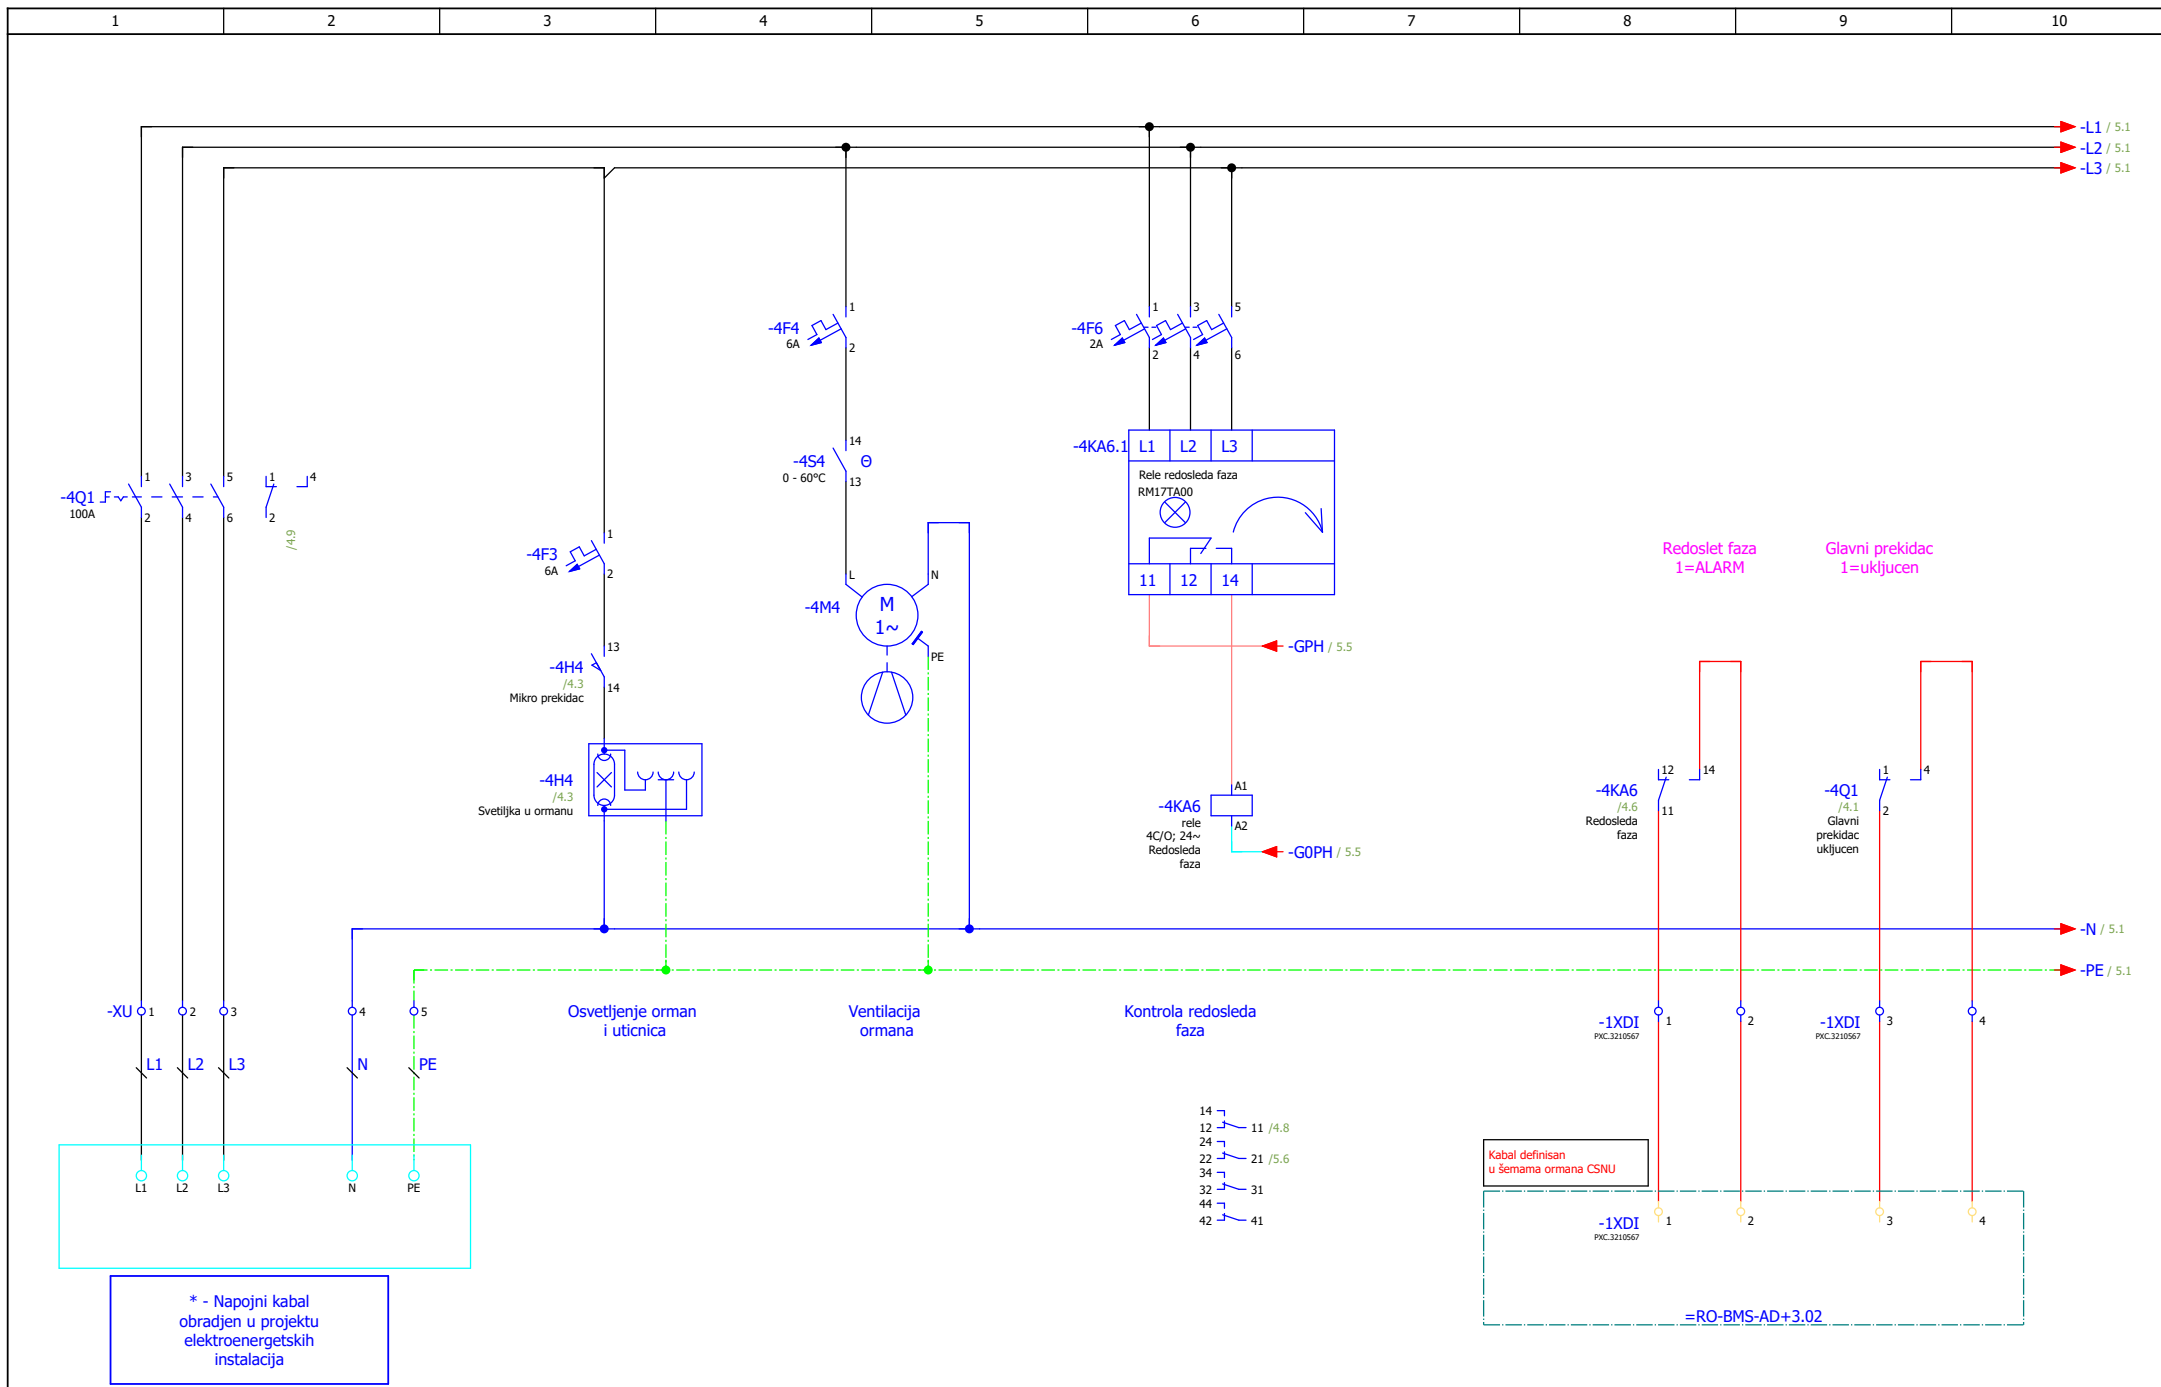 1 2 3 4 5 6 7 8 9 10
-L1 / 5.1
-L2 / 5.1
-L3 / 5.1
-4Q1
100A
1 3 5 1 4
2 4 6 2
/4.9
-4F3
6A
1
2
-4H4
/4.3
Mikro prekidac
13
14
-4H4
/4.3
Svetiljka u ormanu
-4F4
6A
1
2
-4S4
0 - 60°C
14
Θ
13
-4M4
L
N
M
1~
PE
-4F6
2A
1 3 5
2 4 6
-4KA6.1
L1 L2 L3
Rele redosleda faza
RM17TA00
11 12 14
-GPH / 5.5
-4KA6
rele
4C/O; 24~
Redosleda
faza
A1
A2
-G0PH / 5.5
Redoslet faza
1=ALARM
Glavni prekidac
1=ukljucen
-4KA6
/4.6
Redosleda
faza
12 14
11
-4Q1
/4.1
Glavni
prekidac
ukljucen
1 4
2
-N / 5.1
-PE / 5.1
-XU 1 2 3 4 5
L1 L2 L3 N PE
Osvetljenje orman
i uticnica
Ventilacija
ormana
Kontrola redosleda
faza
-1XDI
PXC.3210567
1 2
-1XDI
PXC.3210567
3 4
14
12 11 /4.8
24
22 21 /5.6
34
32 31
44
42 41
L1 L2 L3 N PE
Kabal definisan
u šemama ormana CSNU
-1XDI
PXC.3210567
1 2 3 4
=RO-BMS-AD+3.02
* - Napojni kabal
obradjen u projektu
elektroenergetskih
instalacija